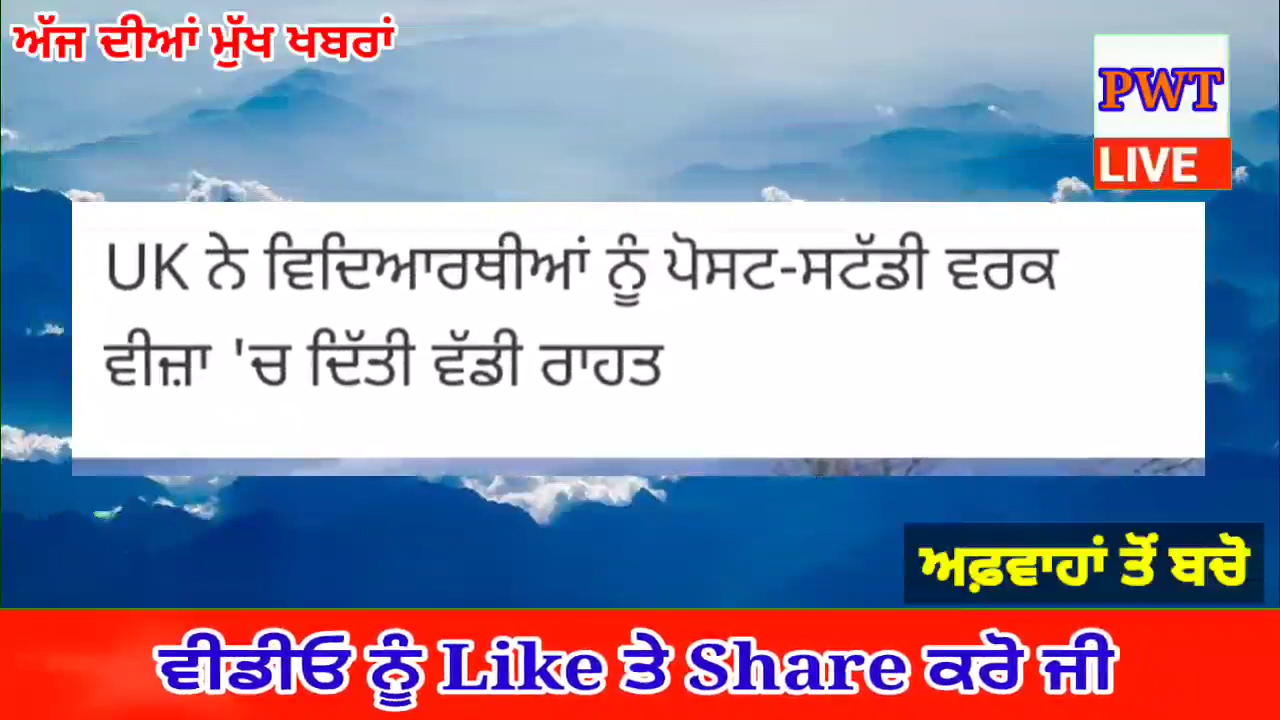 ਅੱਜ ਦੀਆਂ ਮੁੱਖ ਖਬਰਾਂ
PWT
LIVE
UK ਨੇ ਵਿਦਿਆਰਥੀਆਂ ਨੂੰ ਪੋਸਟ-ਸਟੱਡੀ ਵਰਕ
ਵੀਜ਼ਾ 'ਚ ਦਿੱਤੀ ਵੱਡੀ ਰਾਹਤ
ਅਫ਼ਵਾਹਾਂ ਤੋਂ ਬਚੋ
ਵੀਡੀਓ ਨੂੰ Like ਤੇ Share ਕਰੋ ਜੀ